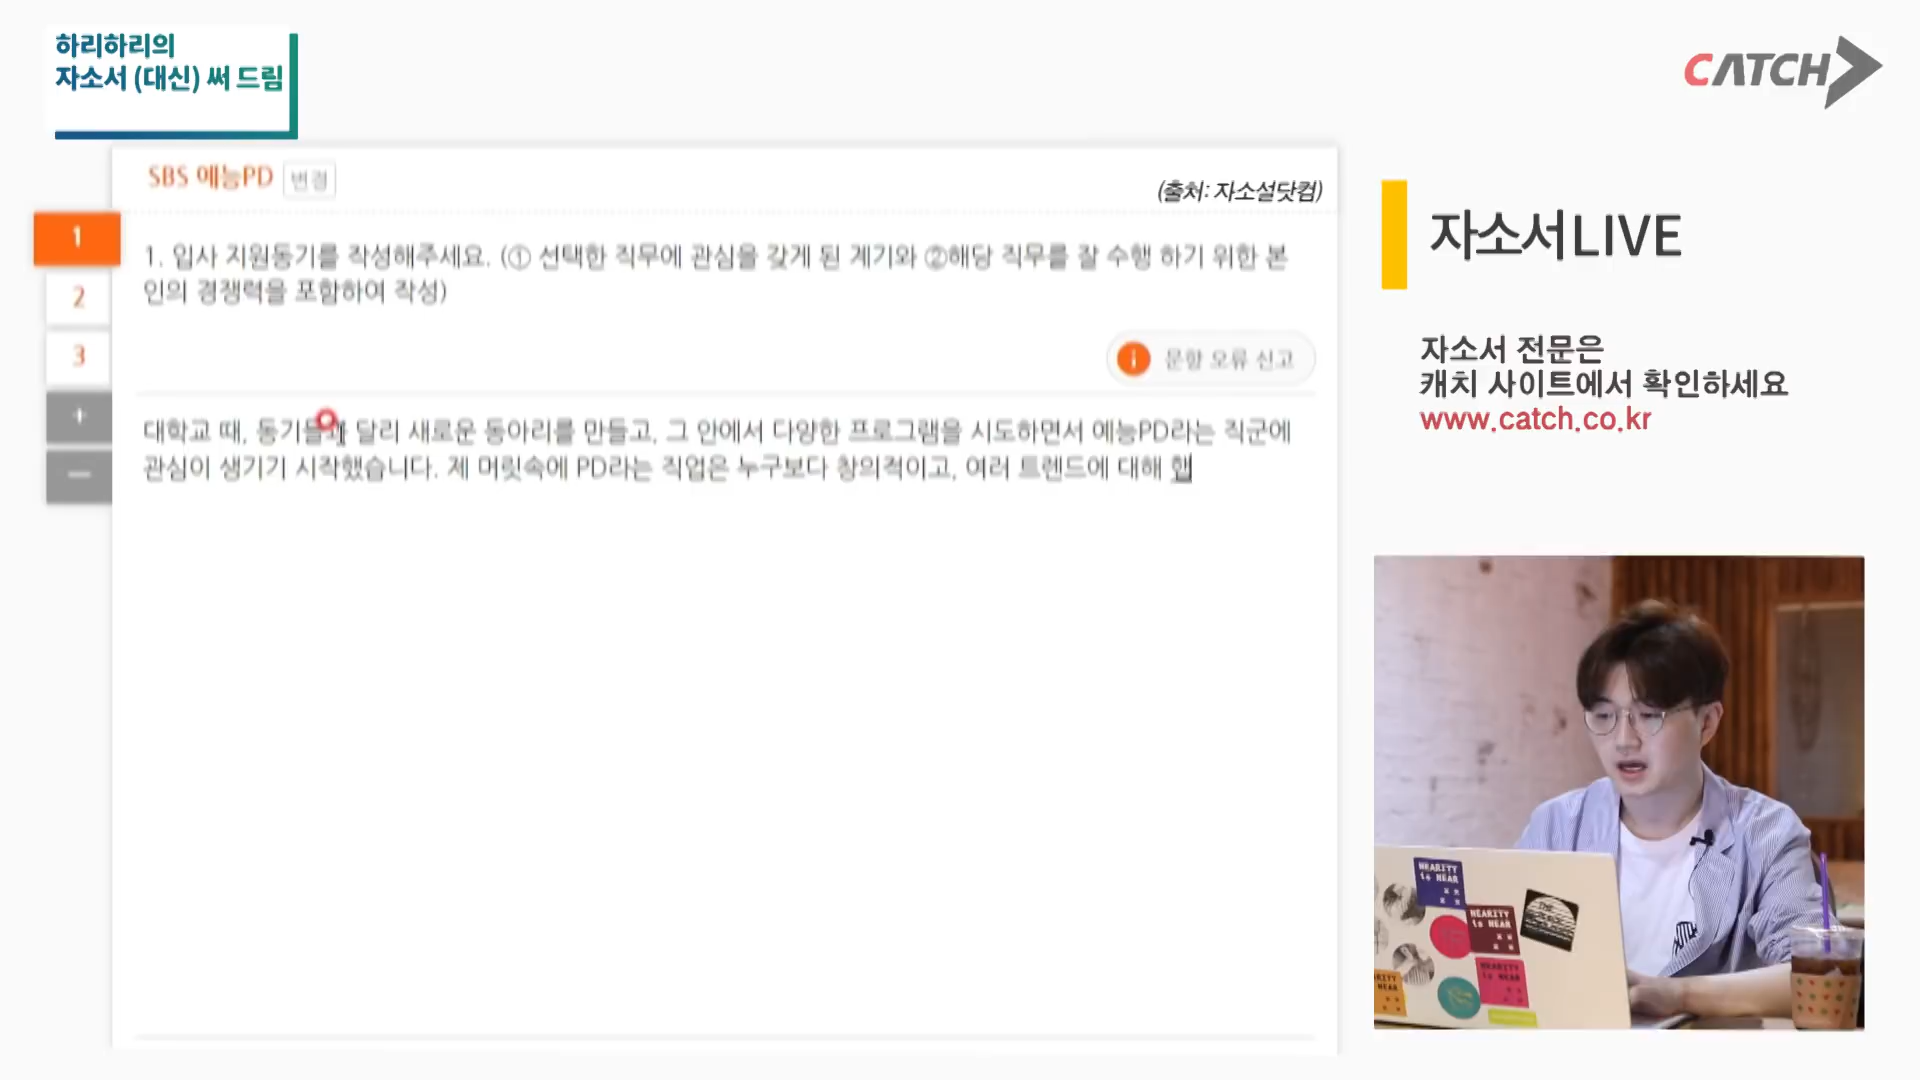 하리하리의
자소서 (대신) 써 드림
CATCH
SBS 예능PD 변경
(출처: 자소설닷컴)
1
2
3
+
−
1. 입사 지원동기를 작성해주세요. (① 선택한 직무에 관심을 갖게 된 계기와 ②해당 직무를 잘 수행 하기 위한 본
인의 경쟁력을 포함하여 작성)
문항 오류 신고
대학교 때, 동기들과 달리 새로운 동아리를 만들고, 그 안에서 다양한 프로그램을 시도하면서 예능PD라는 직군에
관심이 생기기 시작했습니다. 제 머릿속에 PD라는 직업은 누구보다 창의적이고, 여러 트렌드에 대해 햅
자소서LIVE
자소서 전문은
캐치 사이트에서 확인하세요
www.catch.co.kr
NEARITY
is NEAR
NEARITY
is NEAR
NEARITY
is NEAR